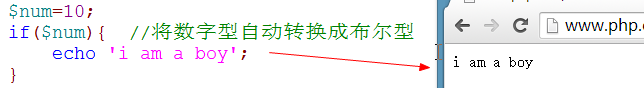 $num=10;
if($num){  //将数字型自动转换成布尔型
    echo 'i am a boy';
}
www.php.
i am a boy